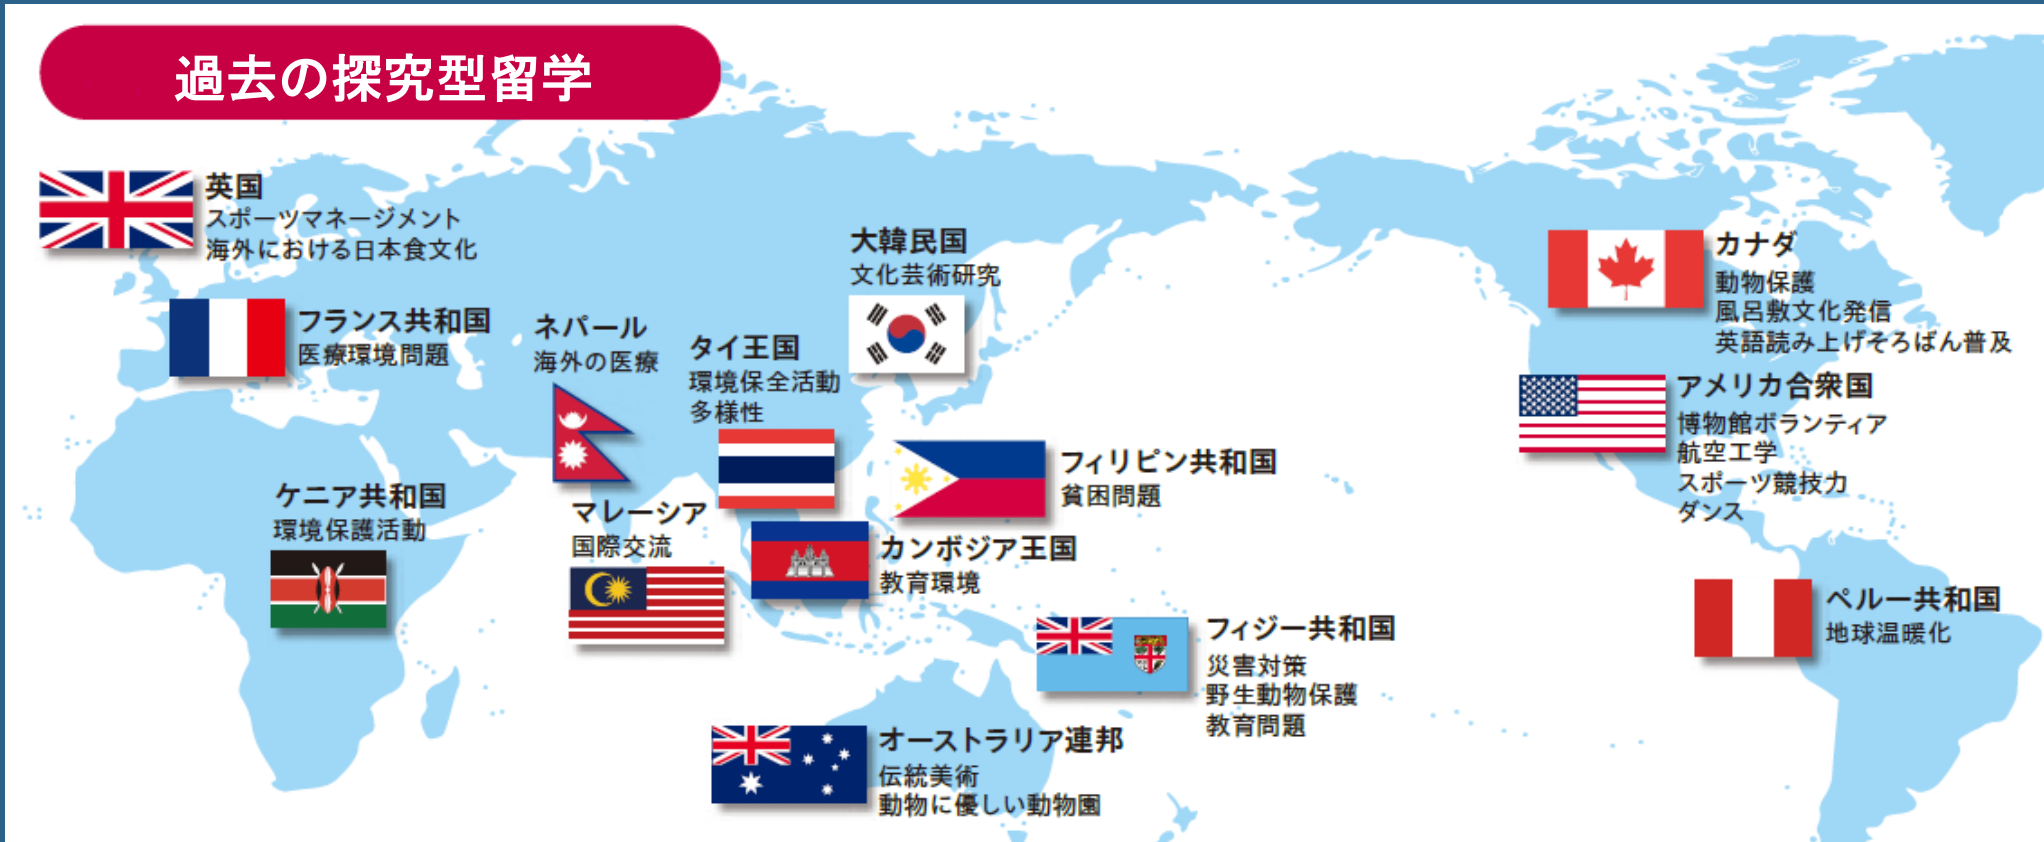 過去の探究型留学
英国
スポーツマネージメント
海外における日本食文化
フランス共和国
医療環境問題
ケニア共和国
環境保護活動
ネパール
海外の医療
マレーシア
国際交流
タイ王国
環境保全活動
多様性
大韓民国
文化芸術研究
フィリピン共和国
貧困問題
カンボジア王国
教育環境
フィジー共和国
災害対策
野生動物保護
教育問題
オーストラリア連邦
伝統美術
動物に優しい動物園
カナダ
動物保護
風呂敷文化発信
英語読み上げそろばん普及
アメリカ合衆国
博物館ボランティア
航空工学
スポーツ競技力
ダンス
ペルー共和国
地球温暖化